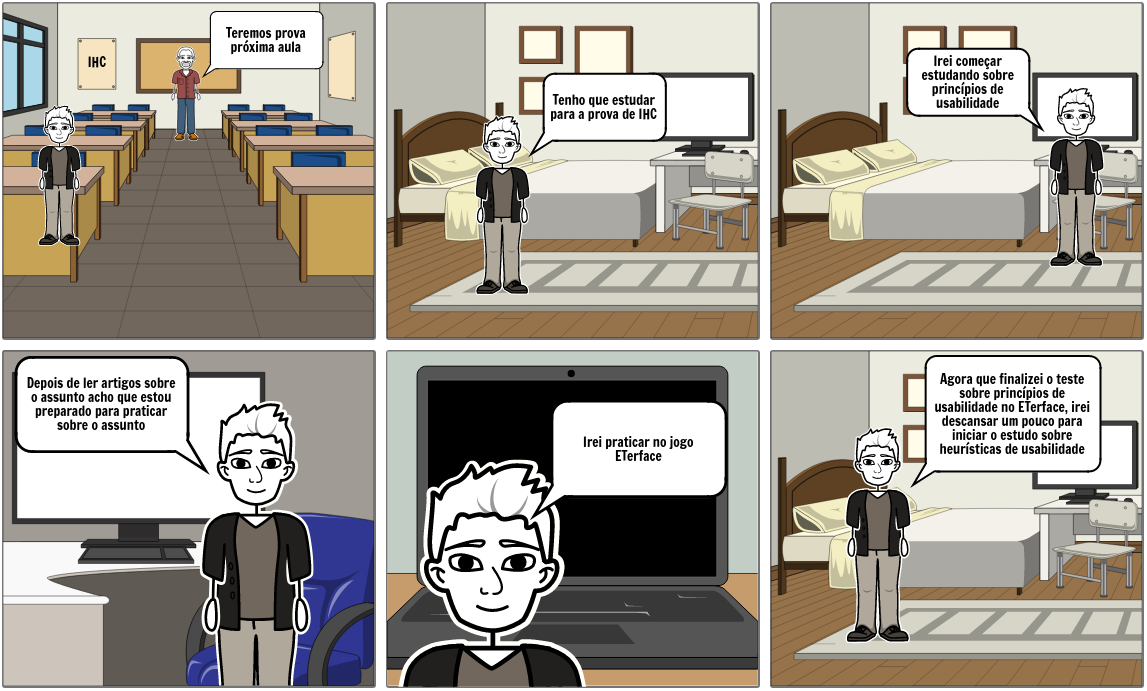 Teremos prova
próxima aula
IHC
Tenho que estudar
para a prova de IHC
Irei começar
estudando sobre
princípios de
usabilidade
Depois de ler artigos sobre
o assunto acho que estou
preparado para praticar
sobre o assunto
Irei praticar no jogo
ETerface
Agora que finalizei o teste
sobre princípios de
usabilidade no ETerface, irei
descansar um pouco para
iniciar o estudo sobre
heurísticas de usabilidade